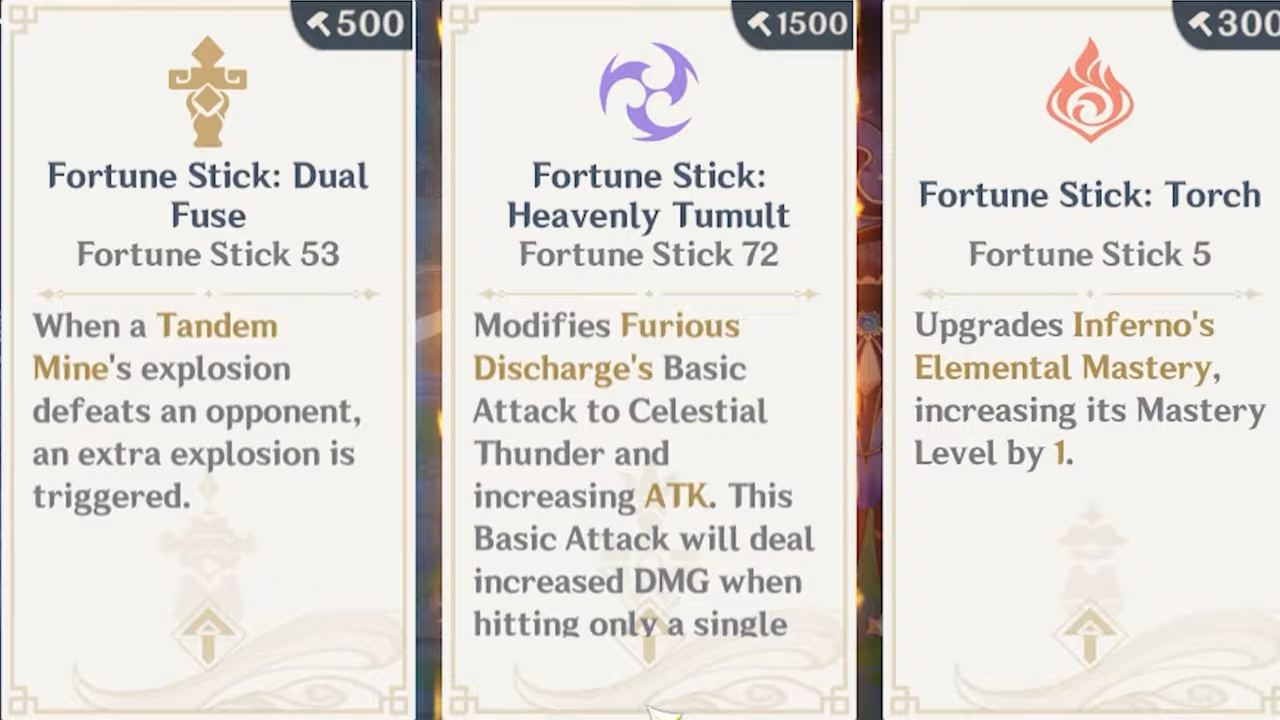 500
Fortune Stick: Dual
Fuse
Fortune Stick 53
When a Tandem
Mine's explosion
defeats an opponent,
an extra explosion is
triggered.
1500
Fortune Stick:
Heavenly Tumult
Fortune Stick 72
Modifies Furious
Discharge's Basic
Attack to Celestial
Thunder and
increasing ATK. This
Basic Attack will deal
increased DMG when
hitting only a single
300
Fortune Stick: Torch
Fortune Stick 5
Upgrades Inferno's
Elemental Mastery,
increasing its Mastery
Level by 1.